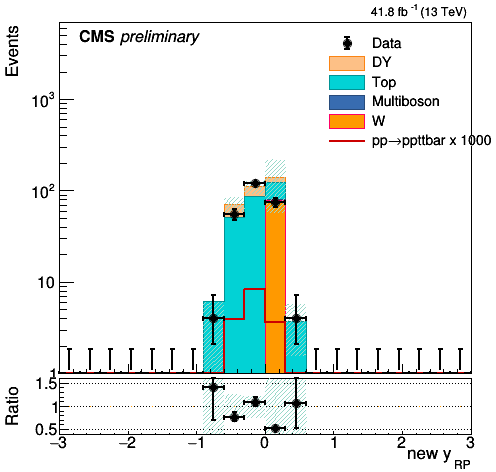 41.8 fb⁻¹ (13 TeV)
CMS preliminary
Events
Data
DY
Top
Multiboson
W
pp→ppttbar x 1000
10³
10²
10
1
Ratio
1.5
1
0.5
−3 −2 −1 0 1 2 3
new y_RP